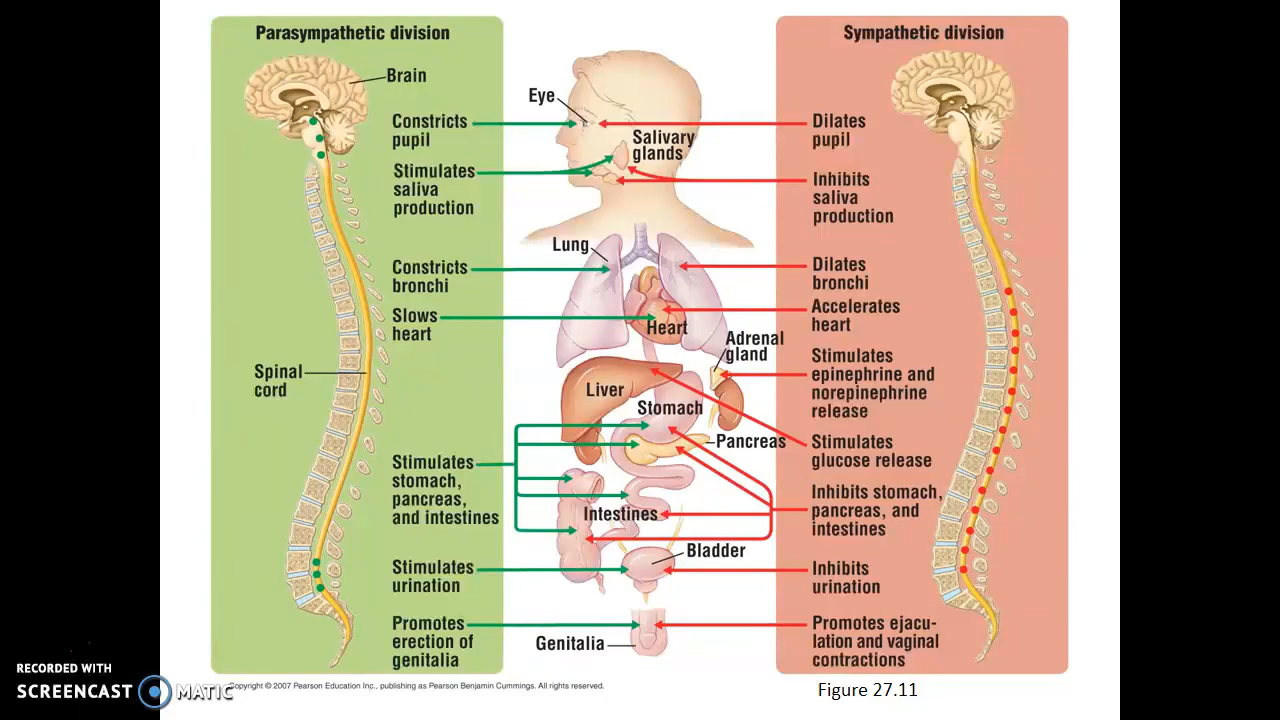 Parasympathetic division
Brain
Constricts
pupil
Stimulates
saliva
production
Constricts
bronchi
Slows
heart
Spinal
cord
Stimulates
stomach,
pancreas,
and intestines
Stimulates
urination
Promotes
erection of
genitalia
Eye
Salivary
glands
Lung
Heart
Adrenal
gland
Liver
Stomach
Pancreas
Intestines
Bladder
Genitalia
Sympathetic division
Dilates
pupil
Inhibits
saliva
production
Dilates
bronchi
Accelerates
heart
Stimulates
epinephrine and
norepinephrine
release
Stimulates
glucose release
Inhibits stomach,
pancreas, and
intestines
Inhibits
urination
Promotes ejacu-
lation and vaginal
contractions
Copyright © 2007 Pearson Education Inc., publishing as Pearson Benjamin Cummings. All rights reserved.
Figure 27.11
RECORDED WITH
SCREENCAST MATIC